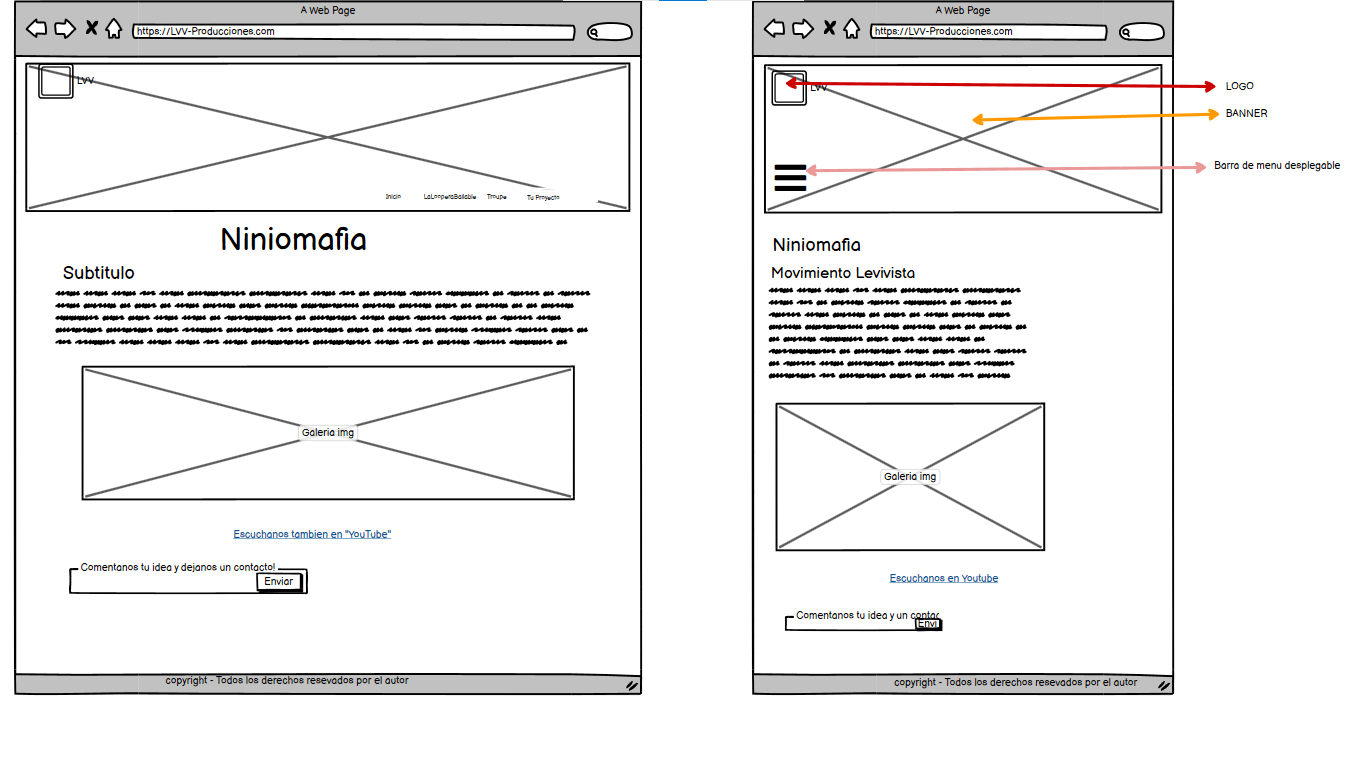 A Web Page
https://LVV-Producciones.com
LVV
Inicio LaLooperaBailable Troupe Tu Proyecto
Niniomafia
Subtitulo
Galeria img
Escuchanos tambien en "YouTube"
Comentanos tu idea y dejanos un contacto!
Enviar
copyright - Todos los derechos resevados por el autor
A Web Page
https://LVV-Producciones.com
LVV
LOGO
BANNER
Barra de menu desplegable
Niniomafia
Movimiento Levivista
Galeria img
Escuchanos en Youtube
Comentanos tu idea y un contac
Envi
copyright - Todos los derechos resevados por el autor